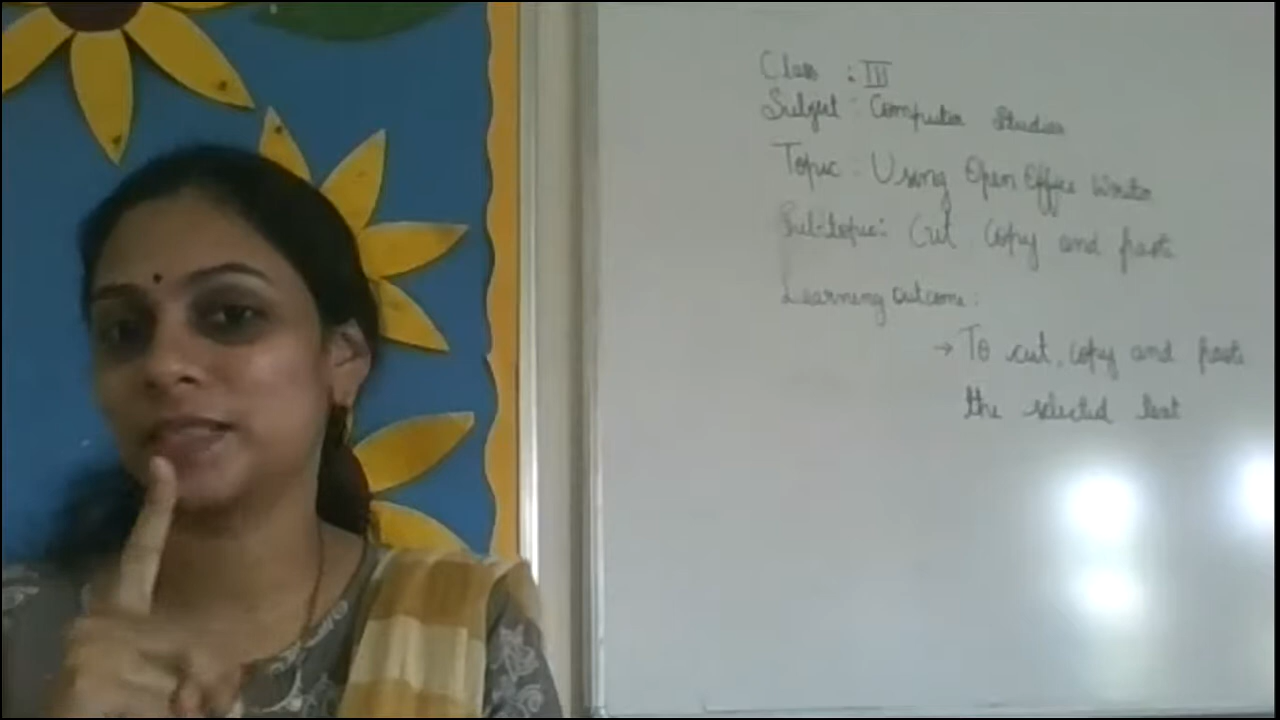 Class : III
Subject : Computer Studies
Topic : Using Open Office Writer
Sub-topic : Cut, Copy and paste
Learning outcome :
→ To cut, copy and paste
the selected text